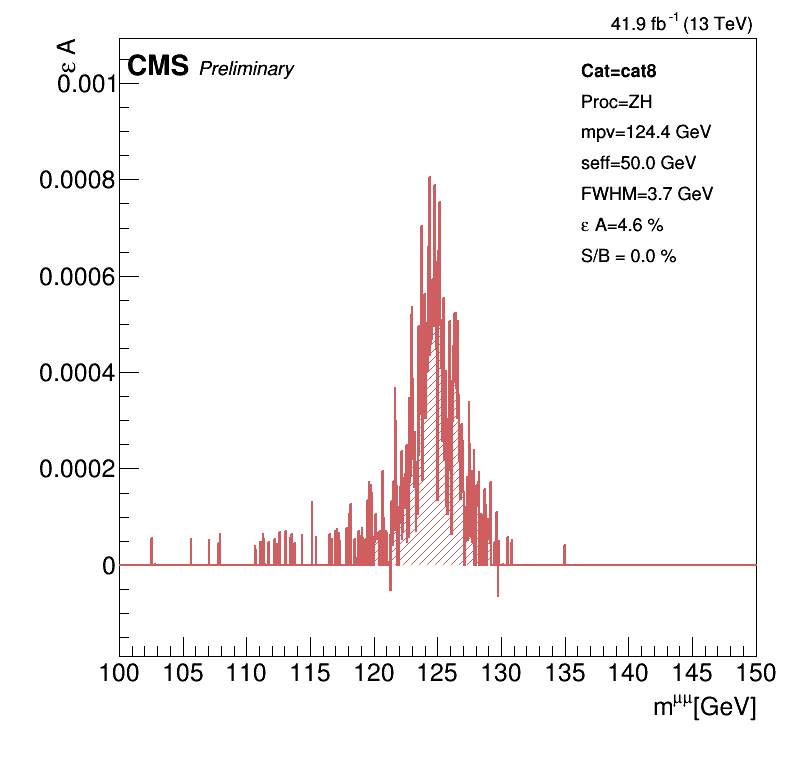 41.9 fb-1 (13 TeV)
ε A
CMS Preliminary
Cat=cat8
Proc=ZH
mpv=124.4 GeV
seff=50.0 GeV
FWHM=3.7 GeV
ε A=4.6 %
S/B = 0.0 %
0.001
0.0008
0.0006
0.0004
0.0002
0
100 105 110 115 120 125 130 135 140 145 150
mμμ[GeV]